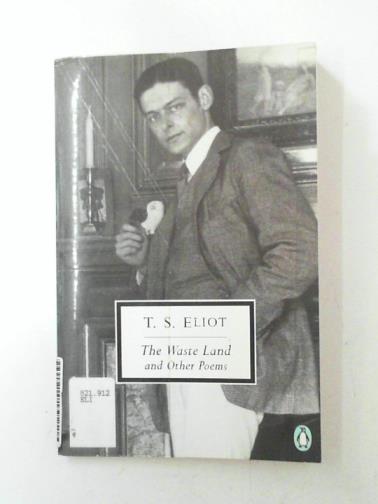 T. S. ELIOT
The Waste Land
and Other Poems
821.912
ELI